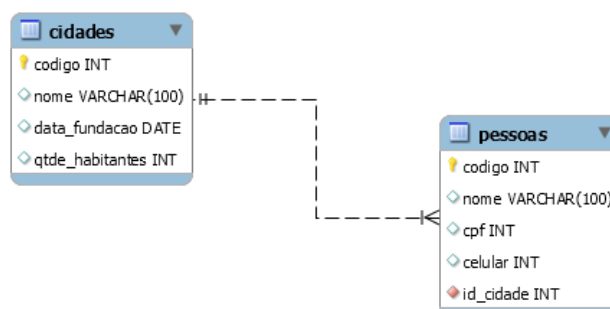 cidades
codigo INT
nome VARCHAR(100)
data_fundacao DATE
qtde_habitantes INT
pessoas
codigo INT
nome VARCHAR(100)
cpf INT
celular INT
id_cidade INT